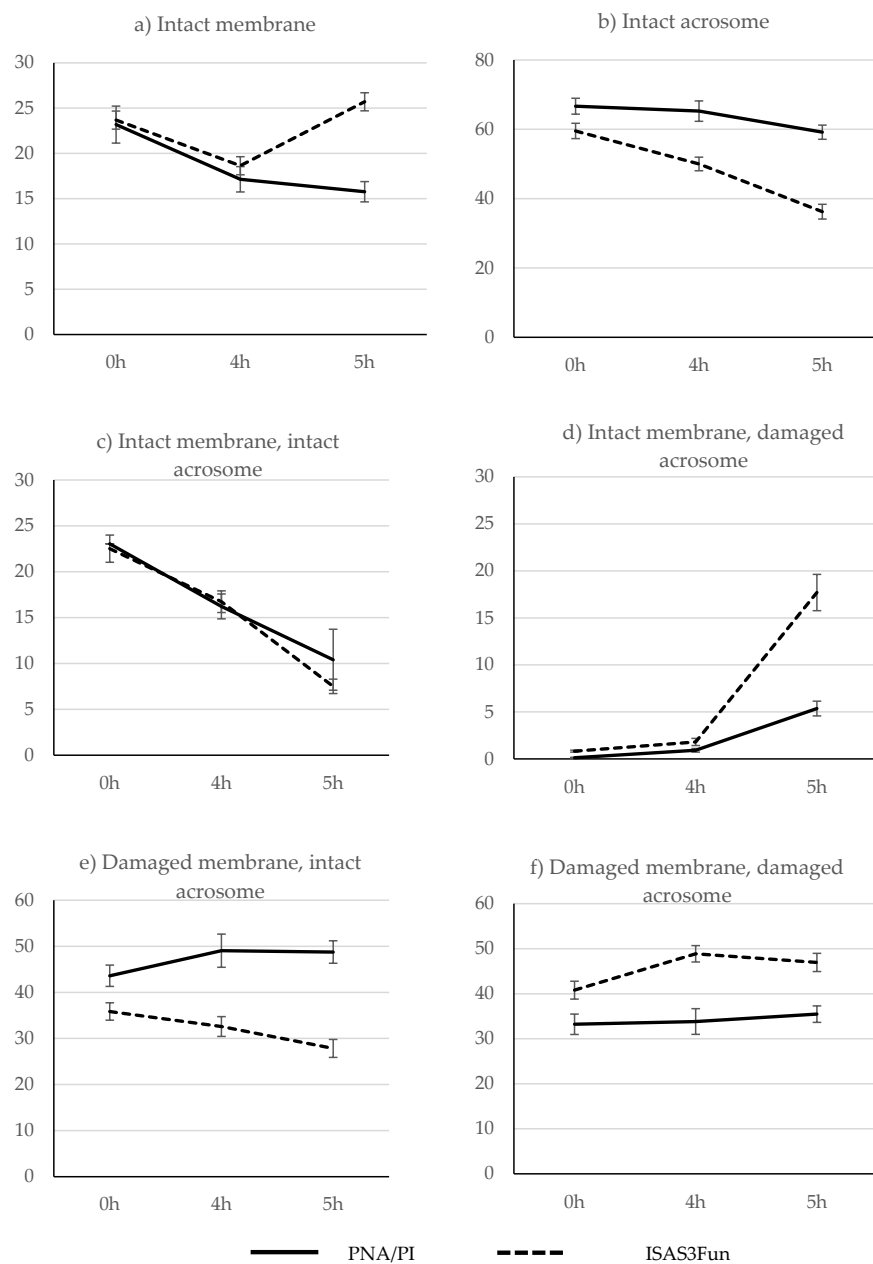 a) Intact membrane
30
25
20
15
10
5
0
0h 4h 5h
b) Intact acrosome
80
60
40
20
0
0h 4h 5h
c) Intact membrane, intact
acrosome
30
25
20
15
10
5
0
0h 4h 5h
d) Intact membrane, damaged
acrosome
30
25
20
15
10
5
0
0h 4h 5h
e) Damaged membrane, intact
acrosome
60
50
40
30
20
10
0
0h 4h 5h
f) Damaged membrane, damaged
acrosome
60
50
40
30
20
10
0
0h 4h 5h
PNA/PI ISAS3Fun